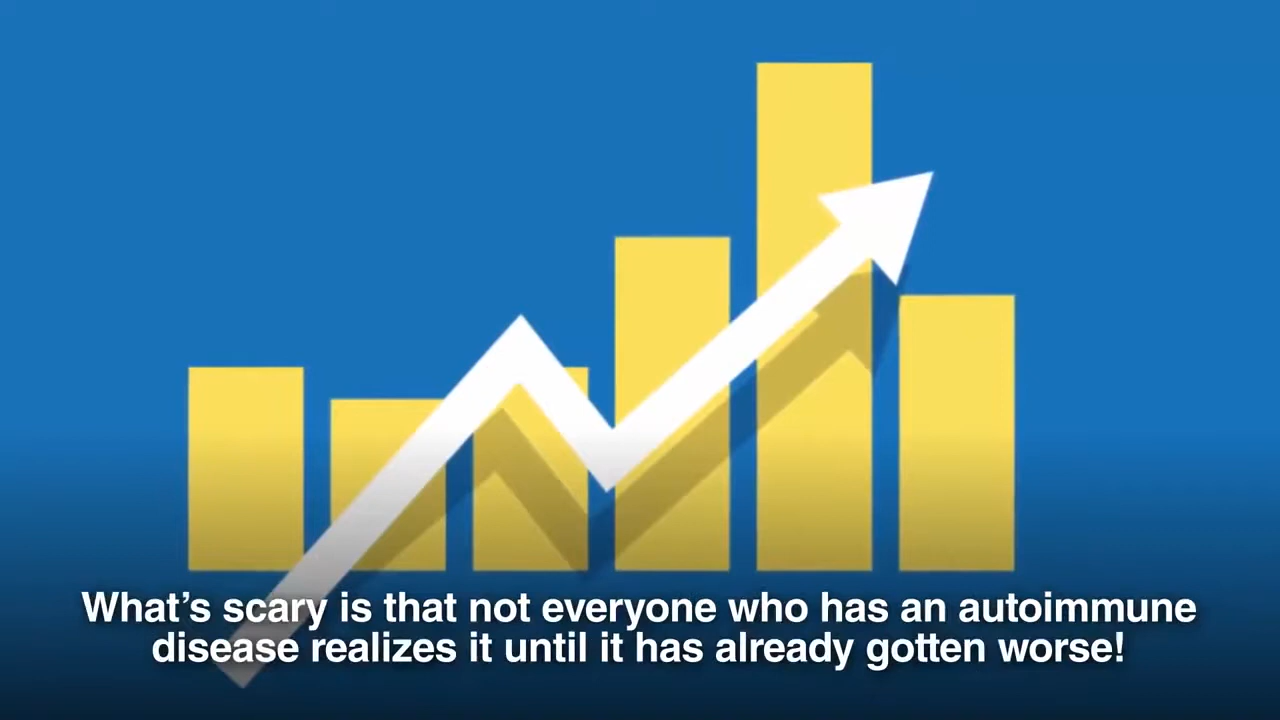 What’s scary is that not everyone who has an autoimmune
disease realizes it until it has already gotten worse!